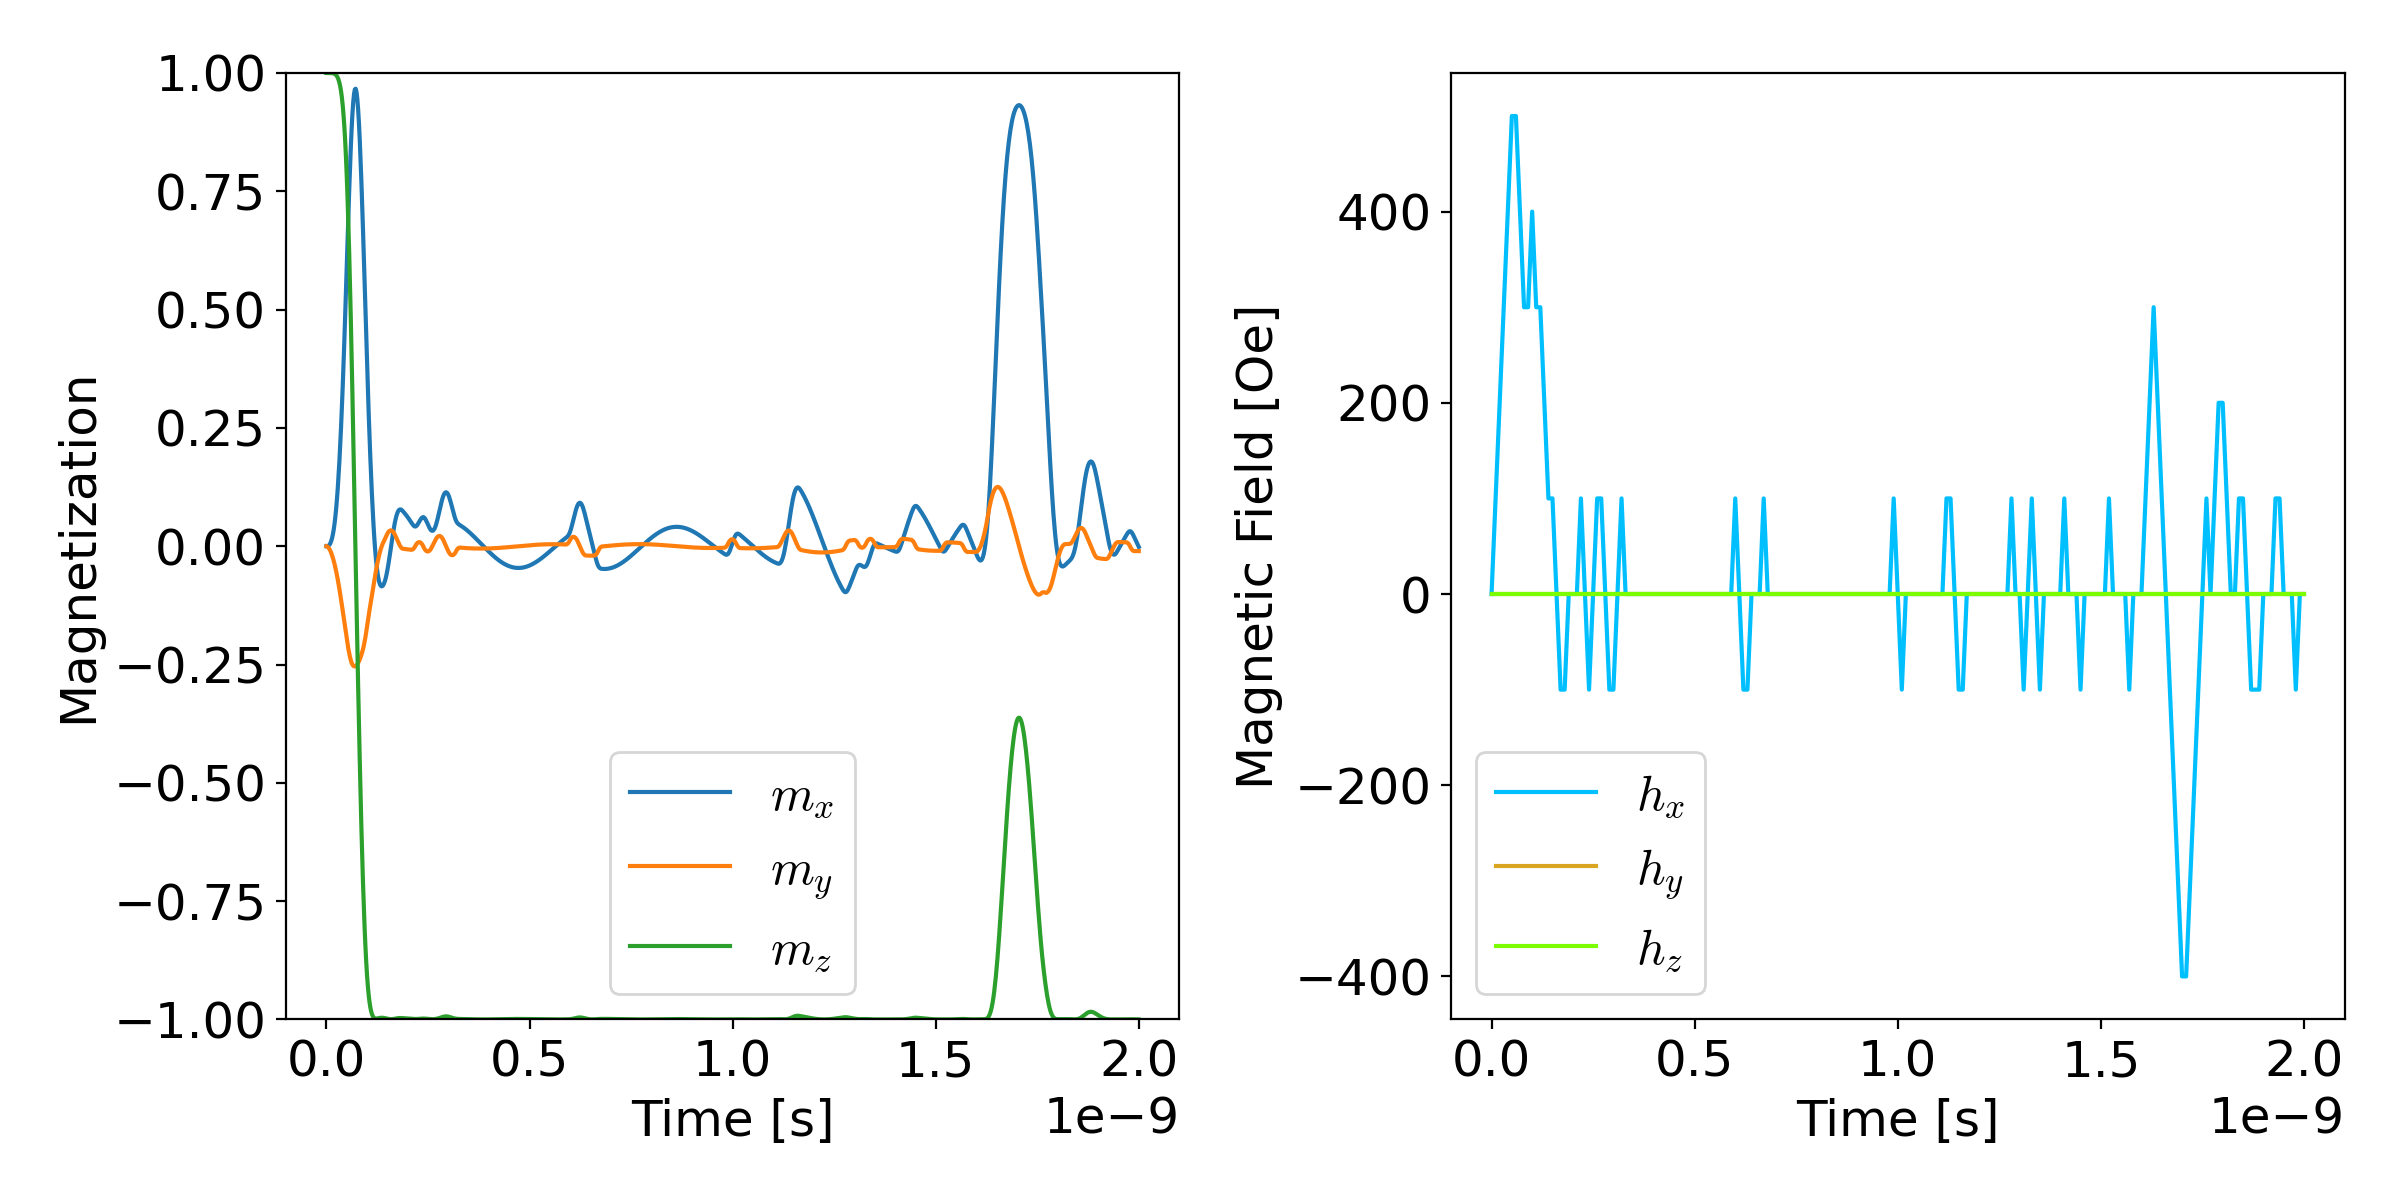 Magnetization
1.00
0.75
0.50
0.25
0.00
−0.25
−0.50
−0.75
−1.00
m_x
m_y
m_z
0.0 0.5 1.0 1.5 2.0
Time [s]
1e−9
Magnetic Field [Oe]
400
200
0
−200
−400
h_x
h_y
h_z
0.0 0.5 1.0 1.5 2.0
Time [s]
1e−9